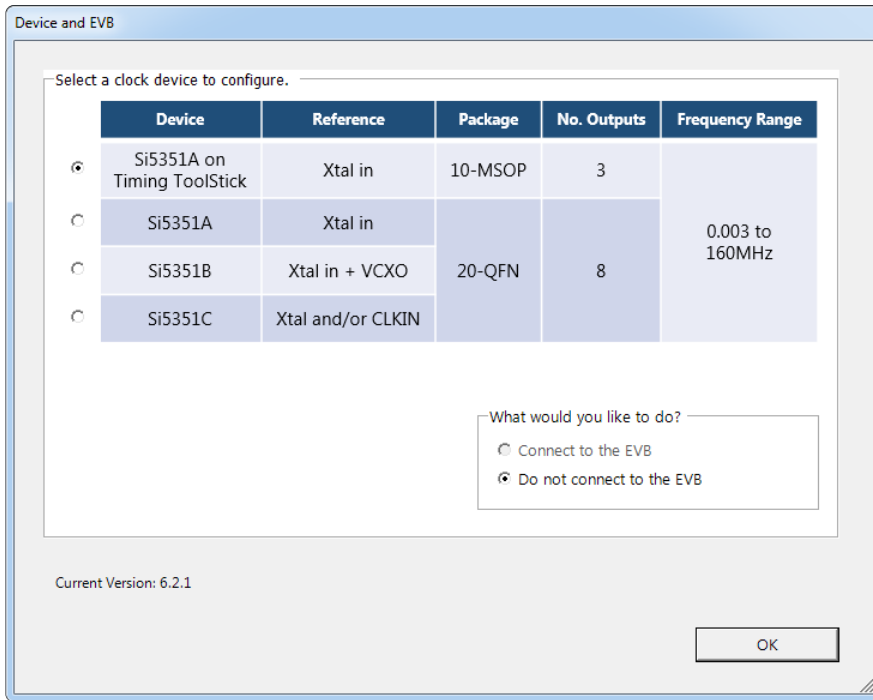 Device and EVB
Select a clock device to configure.
Device Reference Package No. Outputs Frequency Range
Si5351A on
Timing ToolStick
Xtal in 10-MSOP 3
Si5351A Xtal in
0.003 to
160MHz
Si5351B Xtal in + VCXO 20-QFN 8
Si5351C Xtal and/or CLKIN
What would you like to do?
Connect to the EVB
Do not connect to the EVB
Current Version: 6.2.1
OK